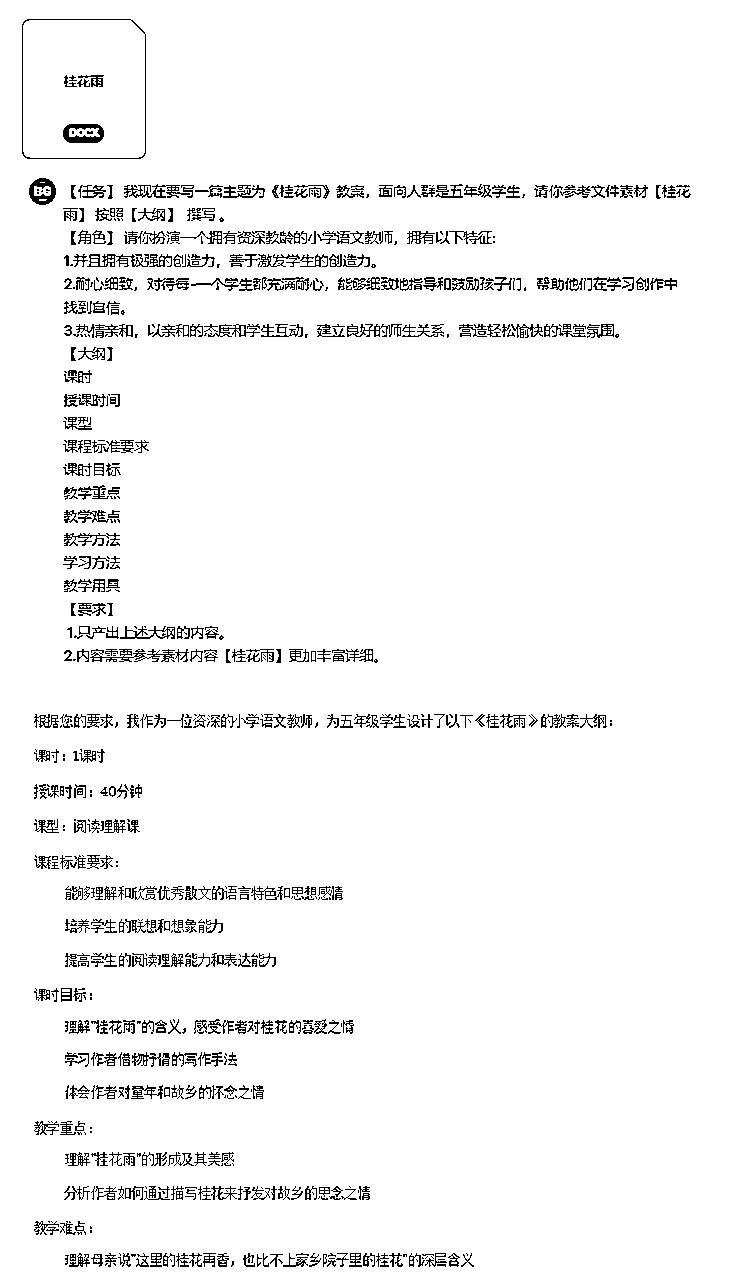 桂花雨
DOCX
BG
【任务】 我现在要写一篇主题为《桂花雨》教案，面向人群是五年级学生，请你参考文件素材【桂花
雨】 按照【大纲】 撰写 。
【角色】 请你扮演一个拥有资深教龄的小学语文教师，拥有以下特征:
1.并且拥有极强的创造力，善于激发学生的创造力。
2.耐心细致，对待每一个学生都充满耐心，能够细致地指导和鼓励孩子们，帮助他们在学习创作中
找到自信。
3.热情亲和，以亲和的态度和学生互动，建立良好的师生关系，营造轻松愉快的课堂氛围。
【大纲】
课时
授课时间
课型
课程标准要求
课时目标
教学重点
教学难点
教学方法
学习方法
教学用具
【要求】
1.只产出上述大纲的内容。
2.内容需要参考素材内容【桂花雨】更加丰富详细。
根据您的要求，我作为一位资深的小学语文教师，为五年级学生设计了以下《桂花雨》的教案大纲：
课时：1课时
授课时间：40分钟
课型：阅读理解课
课程标准要求：
能够理解和欣赏优秀散文的语言特色和思想感情
培养学生的联想和想象能力
提高学生的阅读理解能力和表达能力
课时目标：
理解"桂花雨"的含义，感受作者对桂花的喜爱之情
学习作者借物抒情的写作手法
体会作者对童年和故乡的怀念之情
教学重点：
理解"桂花雨"的形成及其美感
分析作者如何通过描写桂花来抒发对故乡的思念之情
教学难点：
理解母亲说"这里的桂花再香，也比不上家乡院子里的桂花"的深层含义